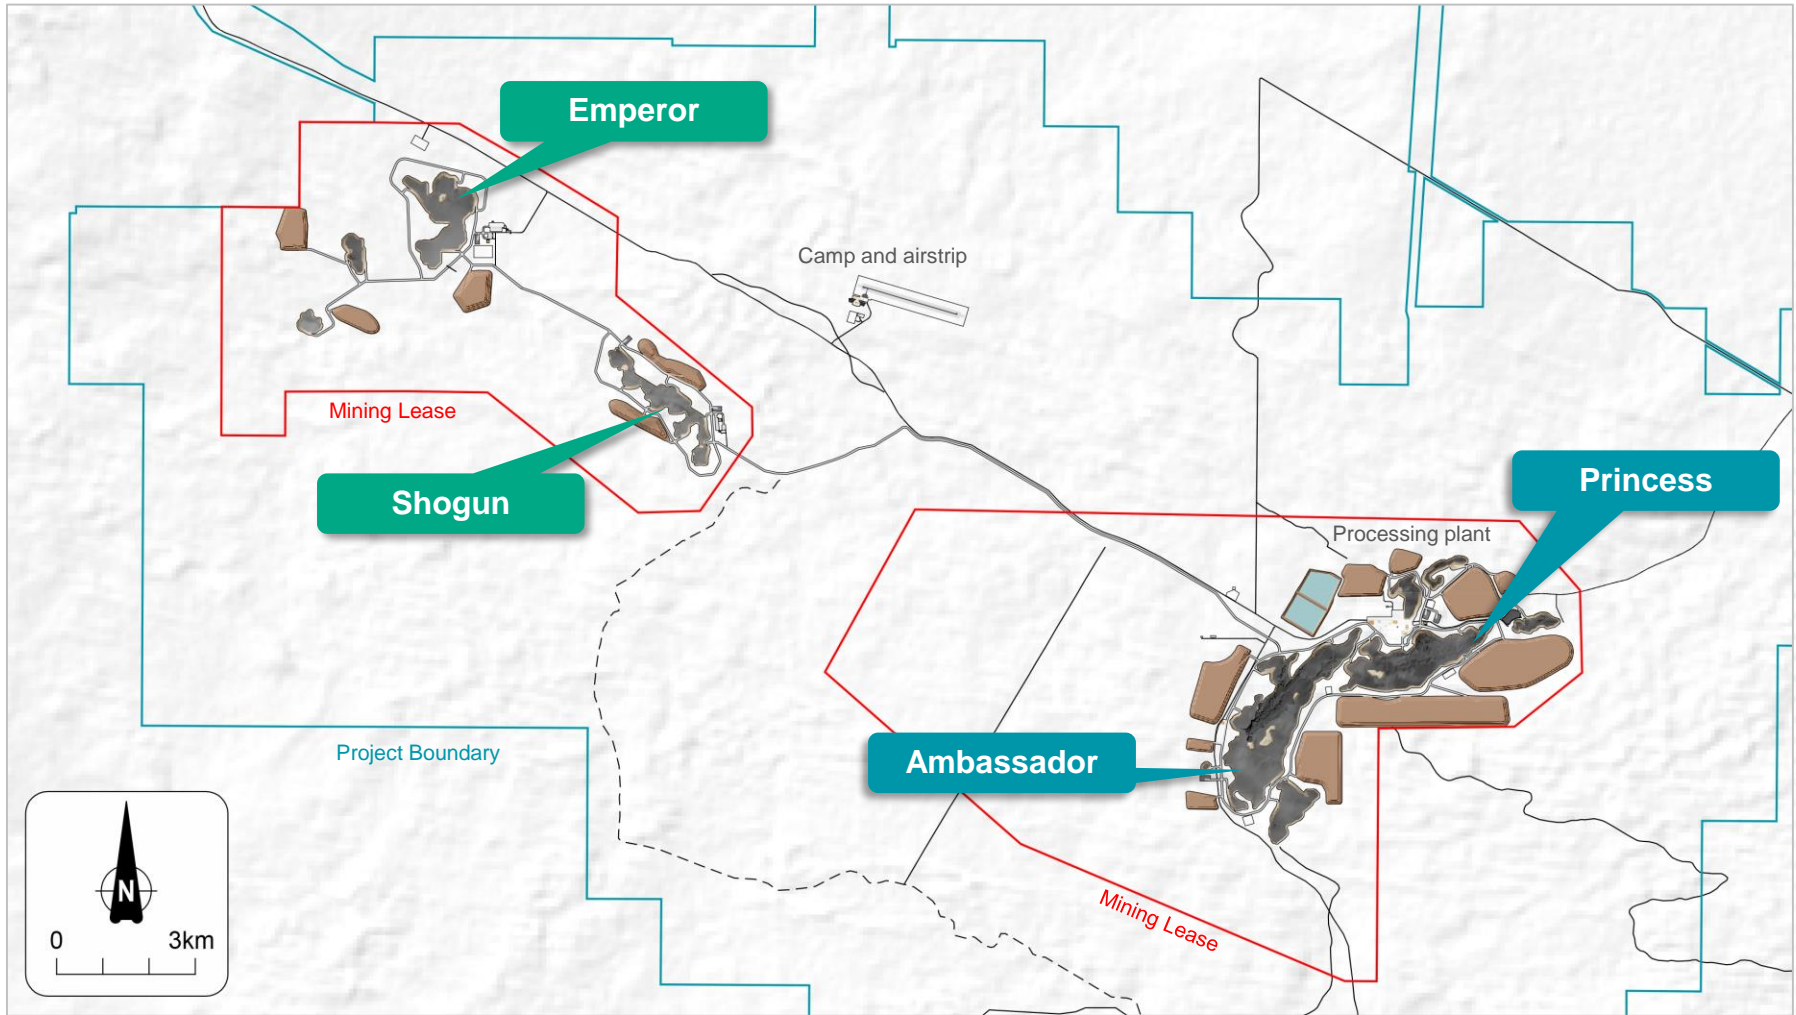 Emperor
Camp and airstrip
Mining Lease
Princess
Shogun
Processing plant
Project Boundary
Ambassador
N
0 3km
Mining Lease